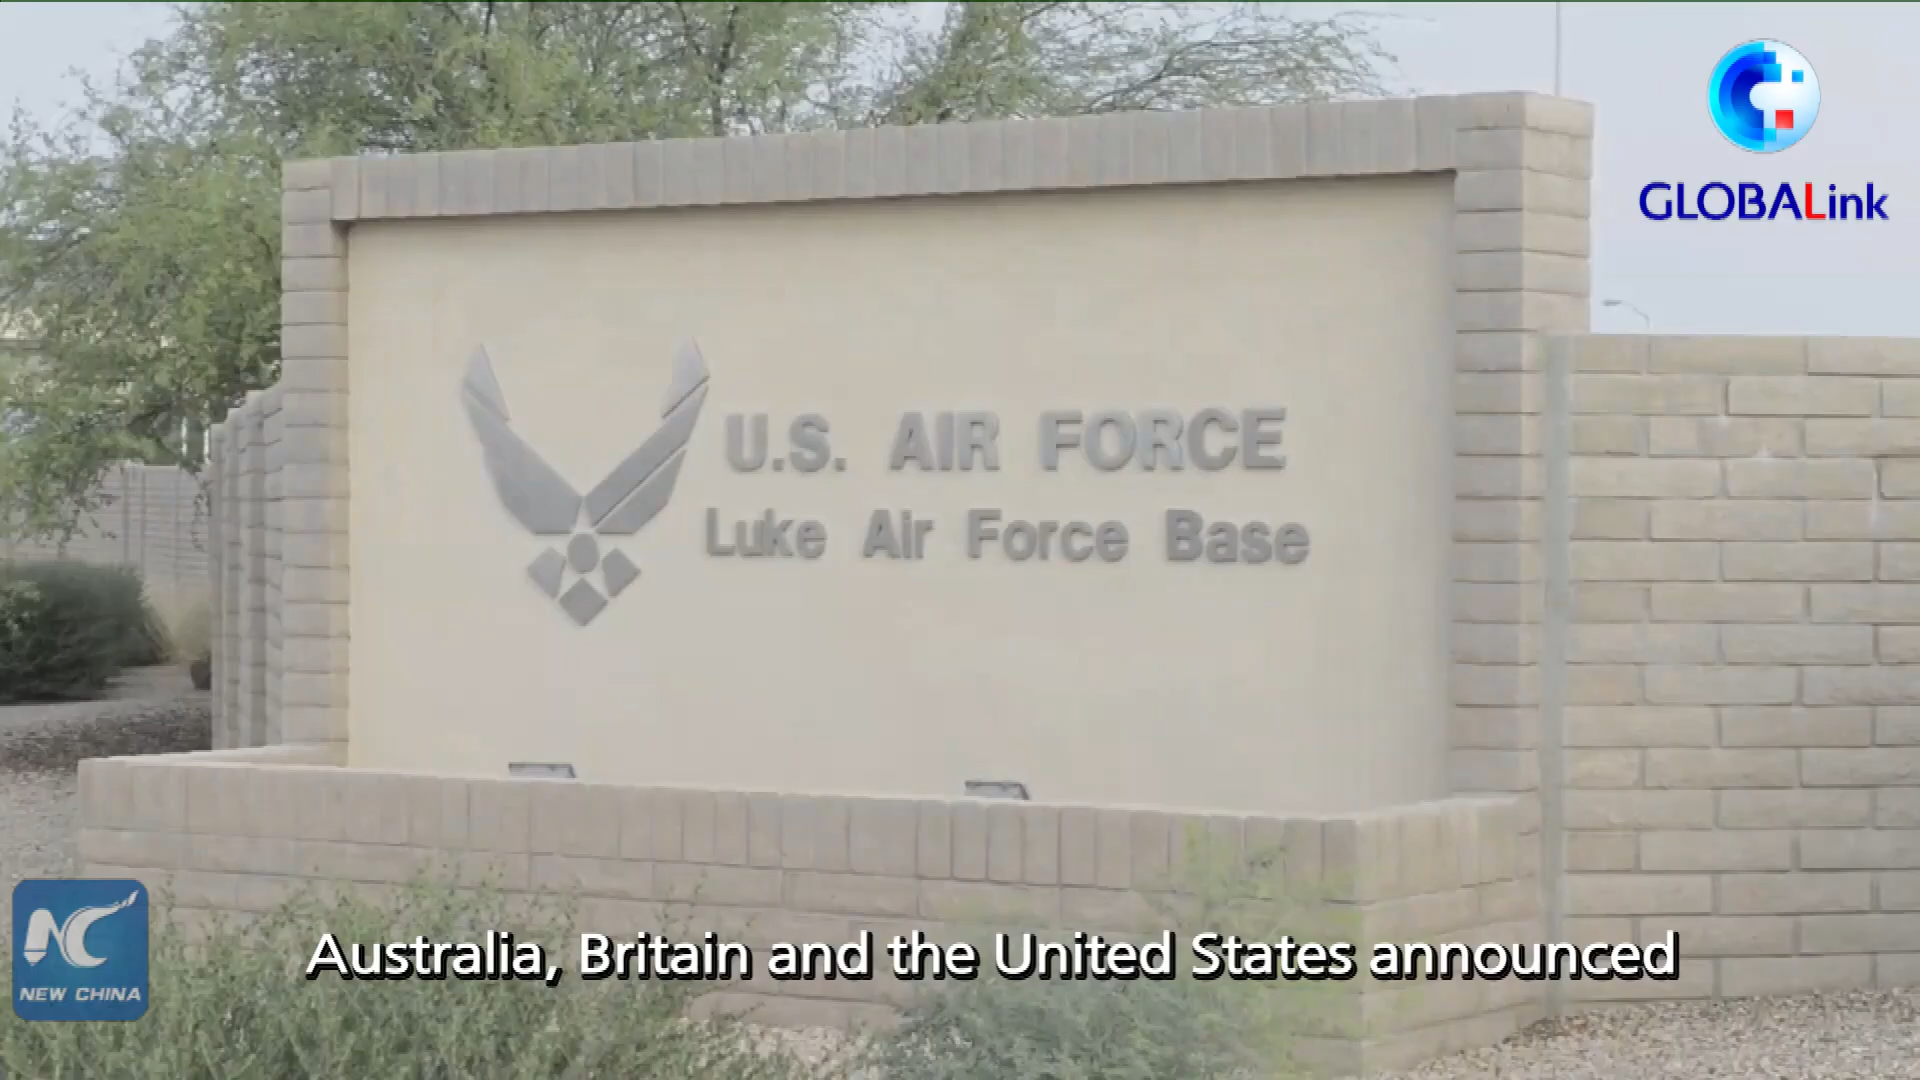 GLOBALink
U.S. AIR FORCE
Luke Air Force Base
NEW CHINA
Australia, Britain and the United States announced